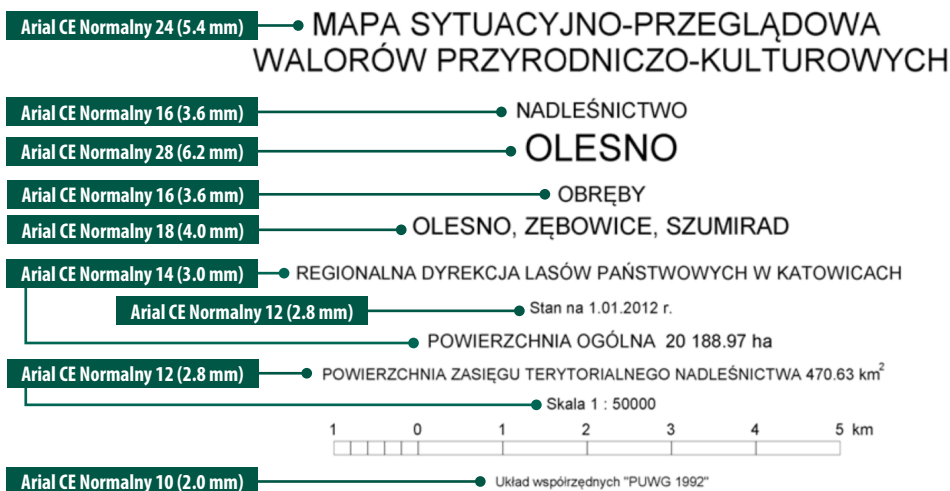 Arial CE Normalny 24 (5.4 mm)
MAPA SYTUACYJNO-PRZEGLĄDOWA
WALORÓW PRZYRODNICZO-KULTUROWYCH
Arial CE Normalny 16 (3.6 mm)
NADLEŚNICTWO
Arial CE Normalny 28 (6.2 mm)
OLESNO
Arial CE Normalny 16 (3.6 mm)
OBRĘBY
Arial CE Normalny 18 (4.0 mm)
OLESNO, ZĘBOWICE, SZUMIRAD
Arial CE Normalny 14 (3.0 mm)
REGIONALNA DYREKCJA LASÓW PAŃSTWOWYCH W KATOWICACH
Arial CE Normalny 12 (2.8 mm)
Stan na 1.01.2012 r.
POWIERZCHNIA OGÓLNA 20 188.97 ha
Arial CE Normalny 12 (2.8 mm)
POWIERZCHNIA ZASIĘGU TERYTORIALNEGO NADLEŚNICTWA 470.63 km²
Skala 1 : 50000
1 0 1 2 3 4 5 km
Arial CE Normalny 10 (2.0 mm)
Układ współrzędnych "PUWG 1992"